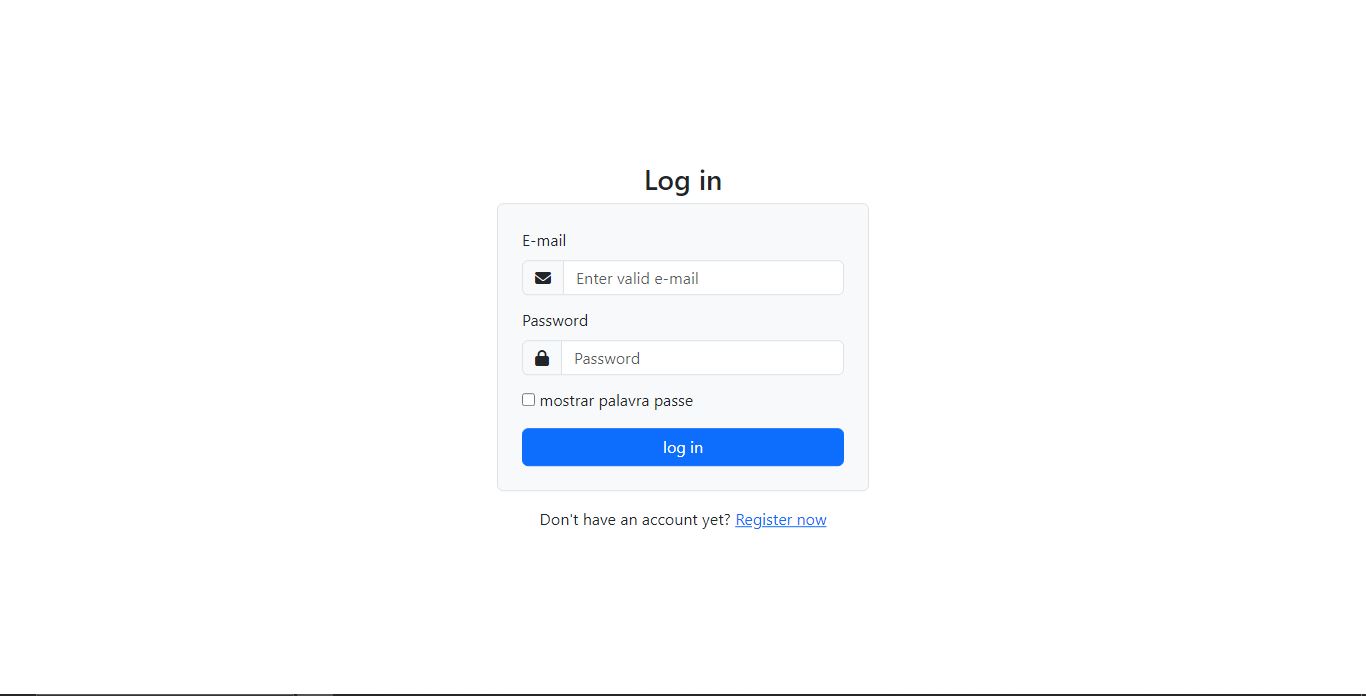 Log in
E-mail
Enter valid e-mail
Password
Password
mostrar palavra passe
log in
Don't have an account yet? Register now